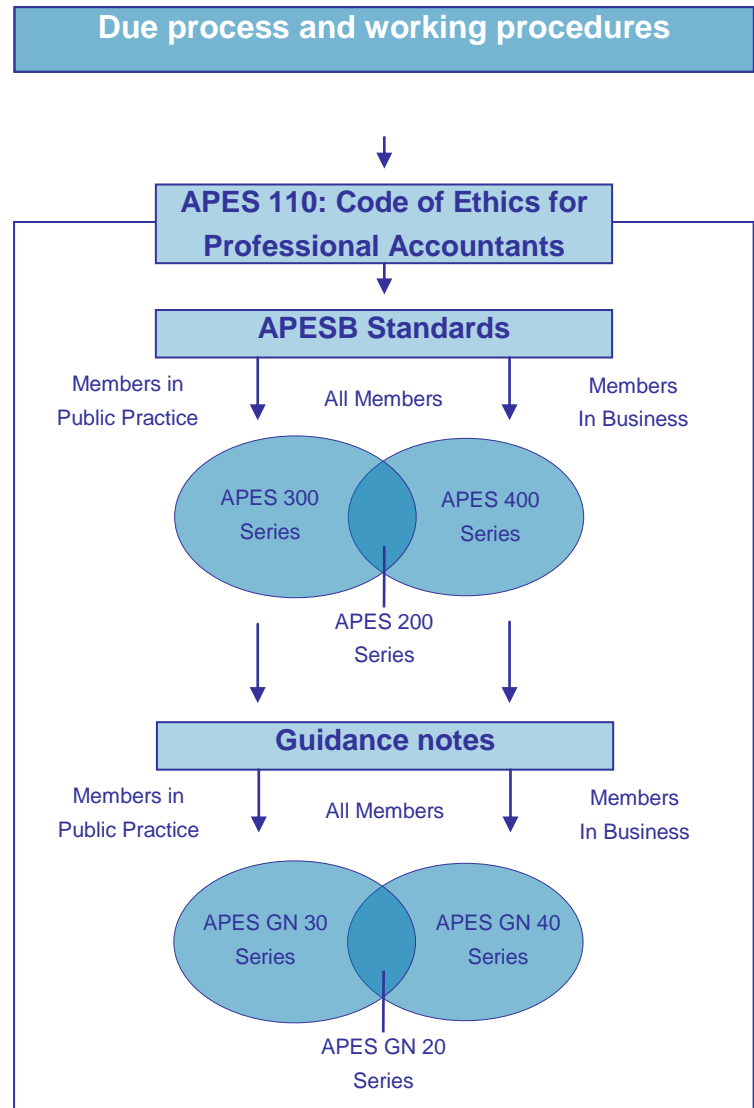 Due process and working procedures
APES 110: Code of Ethics for
Professional Accountants
APESB Standards
Members in
Public Practice
All Members
Members
In Business
APES 300
Series
APES 400
Series
APES 200
Series
Guidance notes
Members in
Public Practice
All Members
Members
In Business
APES GN 30
Series
APES GN 40
Series
APES GN 20
Series